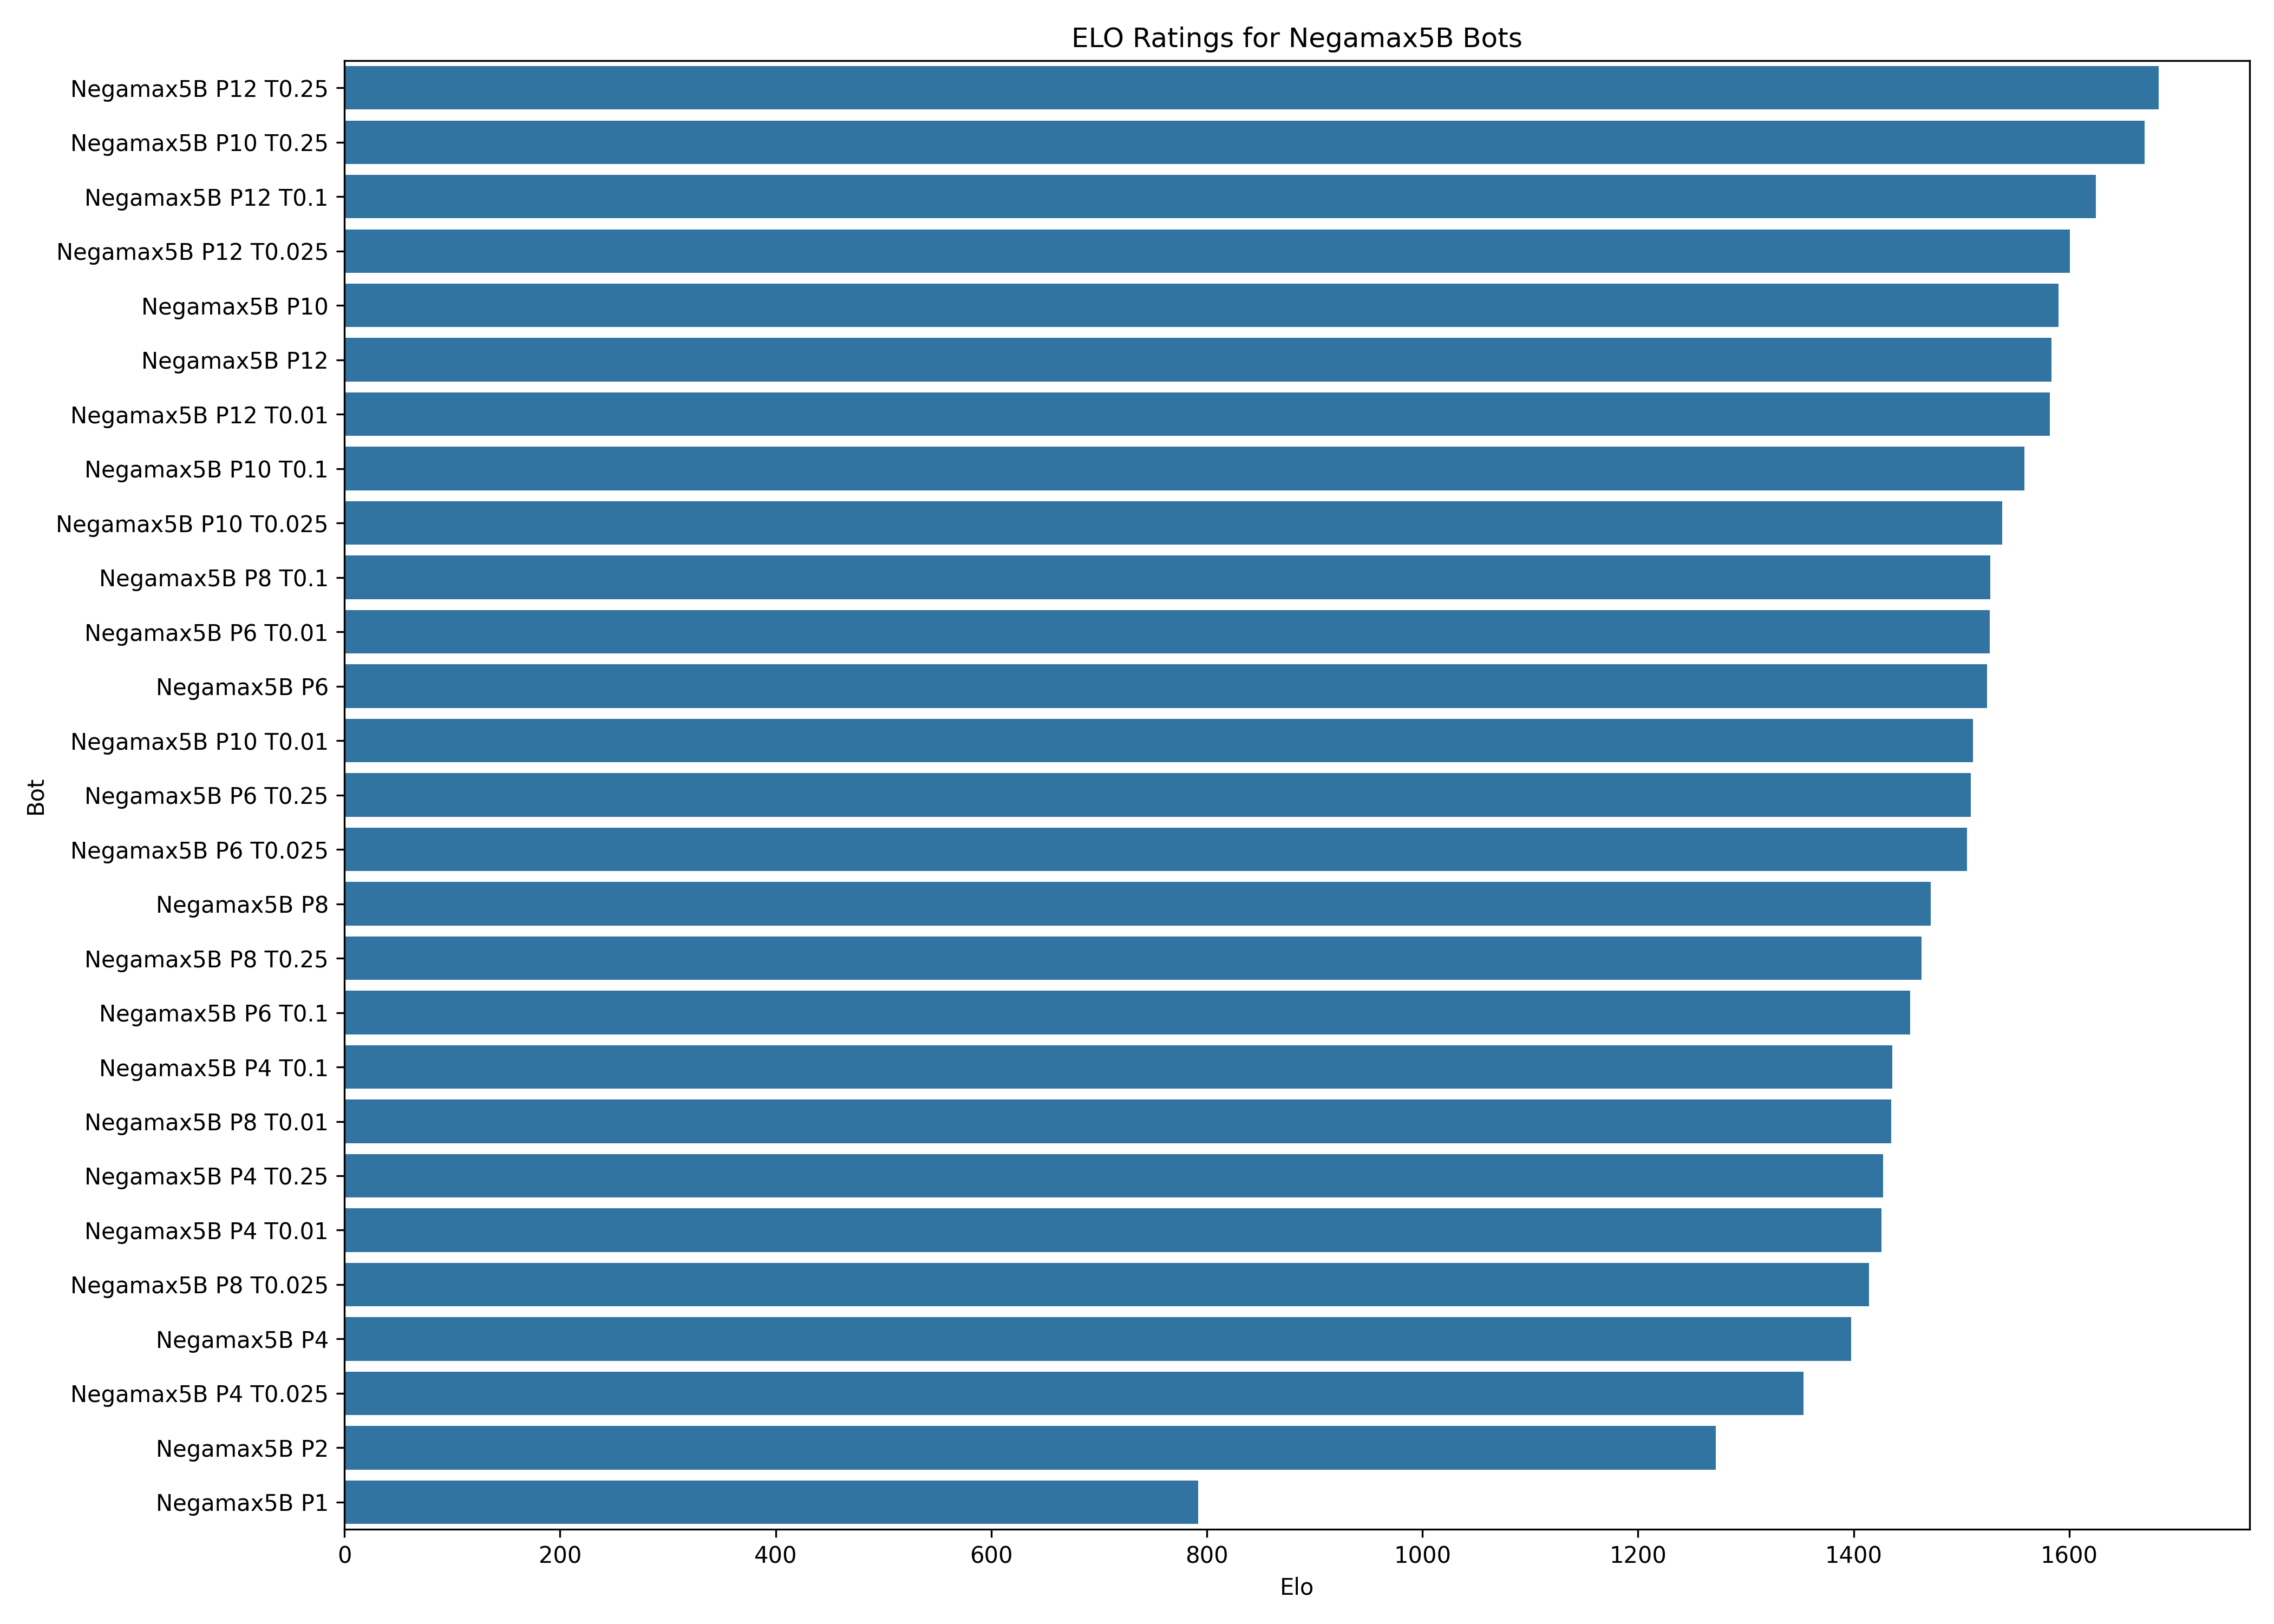 ELO Ratings for Negamax5B Bots
Negamax5B P12 T0.25
Negamax5B P10 T0.25
Negamax5B P12 T0.1
Negamax5B P12 T0.025
Negamax5B P10
Negamax5B P12
Negamax5B P12 T0.01
Negamax5B P10 T0.1
Negamax5B P10 T0.025
Negamax5B P8 T0.1
Negamax5B P6 T0.01
Negamax5B P6
Negamax5B P10 T0.01
Negamax5B P6 T0.25
Negamax5B P6 T0.025
Negamax5B P8
Negamax5B P8 T0.25
Negamax5B P6 T0.1
Negamax5B P4 T0.1
Negamax5B P8 T0.01
Negamax5B P4 T0.25
Negamax5B P4 T0.01
Negamax5B P8 T0.025
Negamax5B P4
Negamax5B P4 T0.025
Negamax5B P2
Negamax5B P1
Bot
0 200 400 600 800 1000 1200 1400 1600
Elo